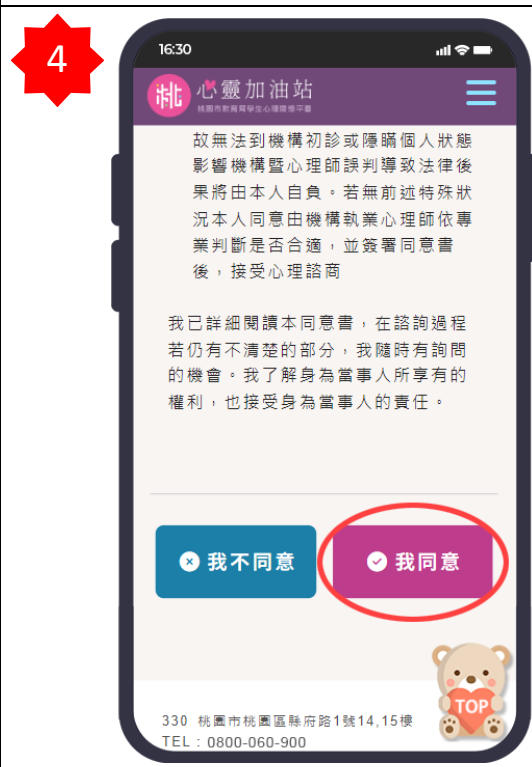 4
16:30
桃 心靈加油站
桃園市教育局學生心理關懷平臺
故無法到機構初診或隱瞞個人狀態
影響機構暨心理師誤判導致法律後
果將由本人自負。若無前述特殊狀
況本人同意由機構執業心理師依專
業判斷是否合適，並簽署同意書
後，接受心理諮商
我已詳細閱讀本同意書，在諮詢過程
若仍有不清楚的部分，我隨時有詢問
的機會。我了解身為當事人所享有的
權利，也接受身為當事人的責任。
我不同意
我同意
TOP
330 桃園市桃園區縣府路1號14,15樓
TEL：0800-060-900